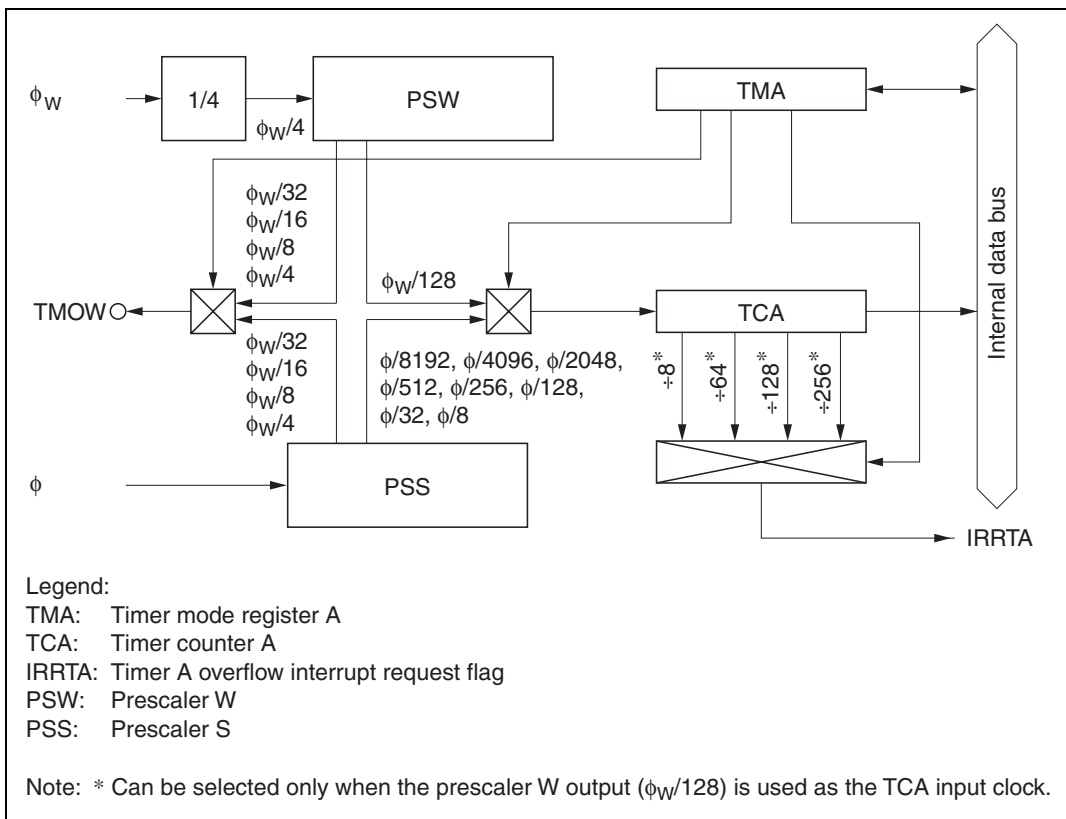 ϕW
1/4
PSW
TMA
ϕW/4
ϕW/32
ϕW/16
ϕW/8
ϕW/4
ϕW/128
TMOW
TCA
Internal data bus
ϕW/32
ϕW/16
ϕW/8
ϕW/4
ϕ/8192, ϕ/4096, ϕ/2048,
ϕ/512, ϕ/256, ϕ/128,
ϕ/32, ϕ/8
÷8*
÷64*
÷128*
÷256*
ϕ
PSS
IRRTA
Legend:
TMA: Timer mode register A
TCA: Timer counter A
IRRTA: Timer A overflow interrupt request flag
PSW: Prescaler W
PSS: Prescaler S
Note: * Can be selected only when the prescaler W output (ϕW/128) is used as the TCA input clock.